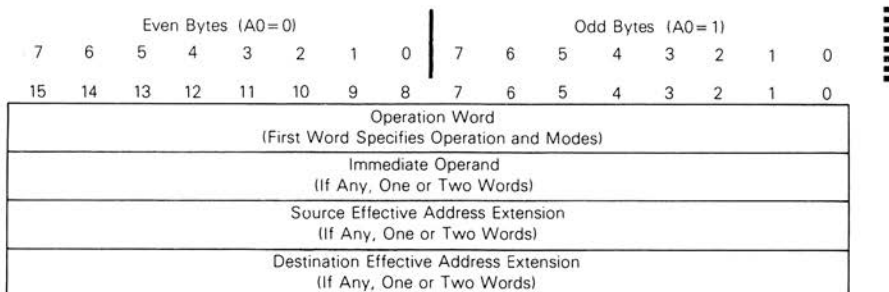 Even Bytes (A0=0) Odd Bytes (A0=1)
7 6 5 4 3 2 1 0 7 6 5 4 3 2 1 0
15 14 13 12 11 10 9 8 7 6 5 4 3 2 1 0
Operation Word
(First Word Specifies Operation and Modes)
Immediate Operand
(If Any, One or Two Words)
Source Effective Address Extension
(If Any, One or Two Words)
Destination Effective Address Extension
(If Any, One or Two Words)